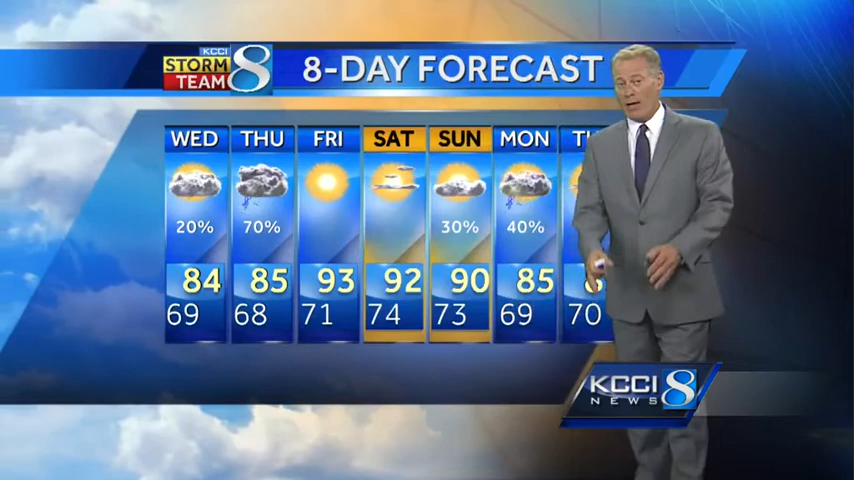 KCCI
STORM
TEAM 8
8-DAY FORECAST
WED THU FRI SAT SUN MON
20% 70% 30% 40%
84 85 93 92 90 85
69 68 71 74 73 69 70
KCCI 8
NEWS